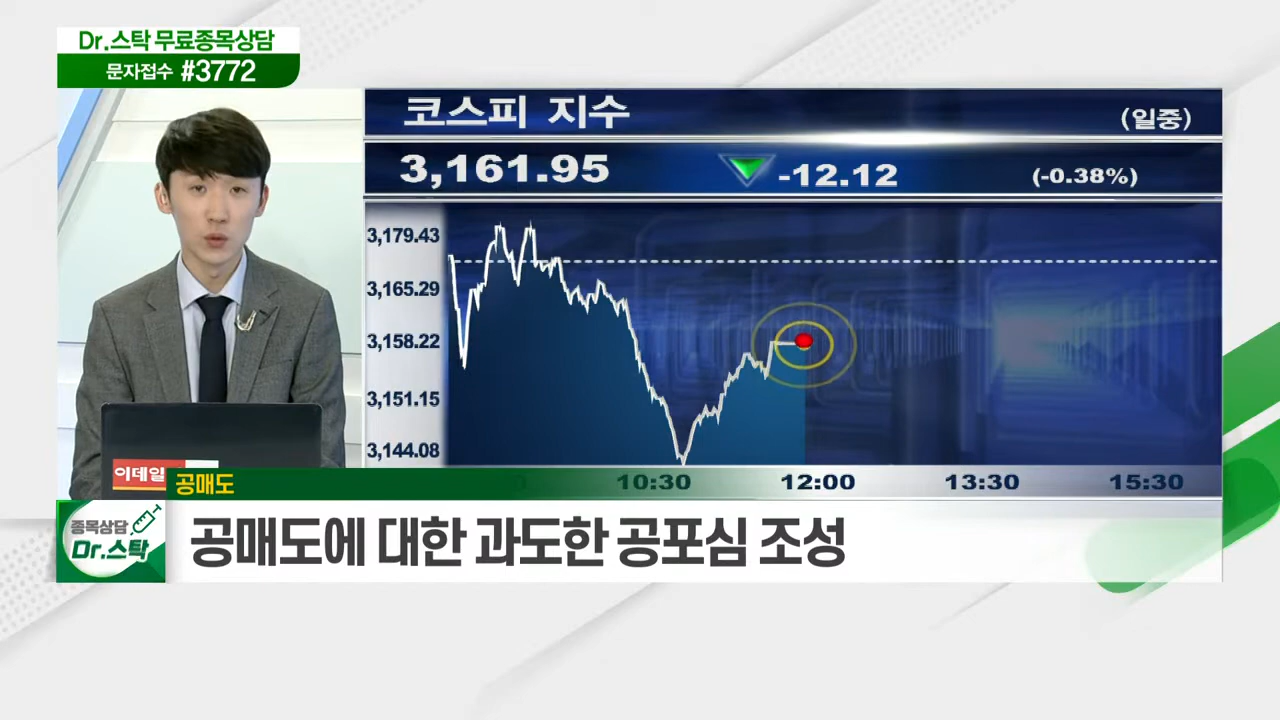 Dr.스탁 무료종목상담
문자접수 #3772
코스피 지수
(일중)
3,161.95
-12.12
(-0.38%)
3,179.43
3,165.29
3,158.22
3,151.15
3,144.08
10:30
12:00
13:30
15:30
이데일
공매도
종목상담
Dr.스탁
공매도에 대한 과도한 공포심 조성